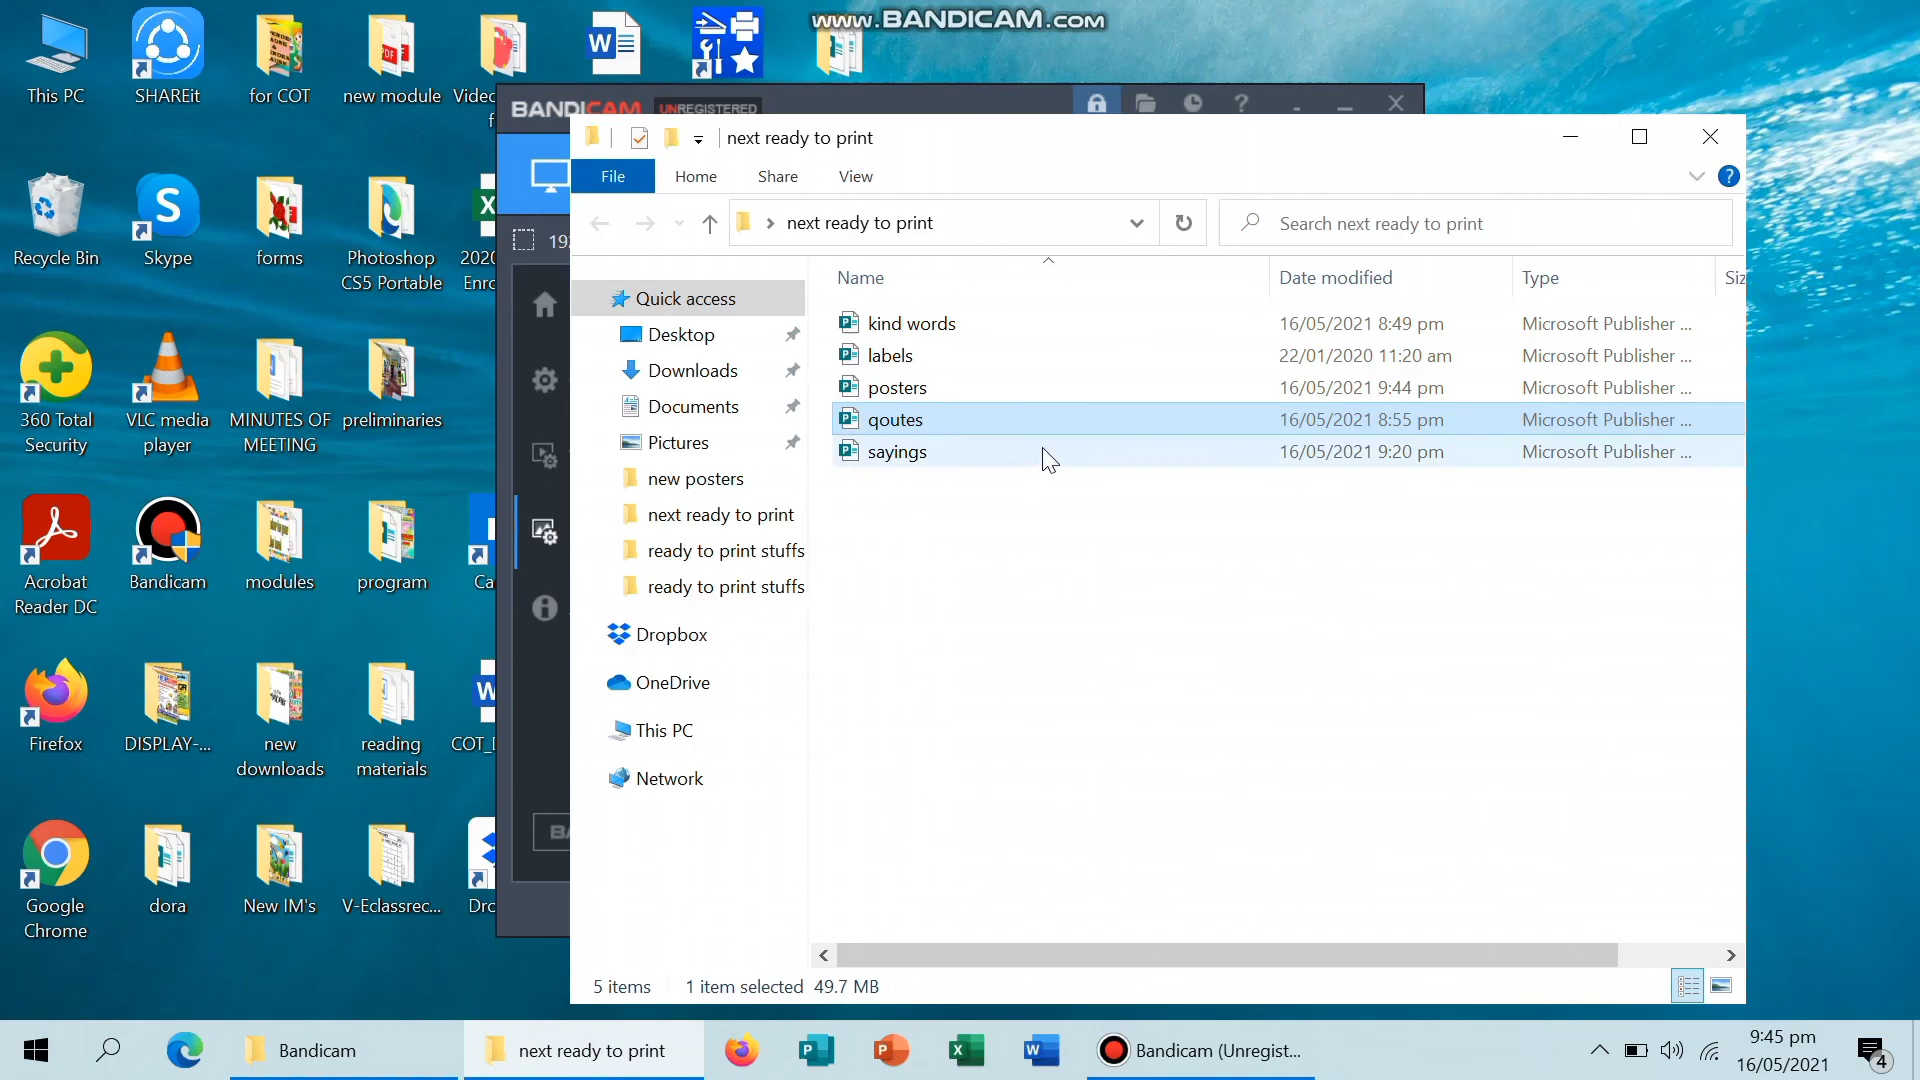 www.BANDICAM.com
This PC
SHAREit
for COT
new module
BANDICAM UNREGISTERED
next ready to print
File
Home
Share
View
next ready to print
Search next ready to print
Recycle Bin
Skype
forms
Photoshop
CS5 Portable
2020
Name
Date modified
Type
Quick access
Desktop
Downloads
Documents
Pictures
new posters
next ready to print
ready to print stuffs
ready to print stuffs
Dropbox
OneDrive
This PC
Network
kind words 16/05/2021 8:49 pm Microsoft Publisher ...
labels 22/01/2020 11:20 am Microsoft Publisher ...
posters 16/05/2021 9:44 pm Microsoft Publisher ...
qoutes 16/05/2021 8:55 pm Microsoft Publisher ...
sayings 16/05/2021 9:20 pm Microsoft Publisher ...
360 Total
Security
VLC media
player
MINUTES OF
MEETING
preliminaries
Acrobat
Reader DC
Bandicam
modules
program
Firefox
DISPLAY-...
new
downloads
reading
materials
Google
Chrome
dora
New IM's
V-Eclassrec...
5 items
1 item selected 49.7 MB
Bandicam
next ready to print
Bandicam (Unregist...
9:45 pm
16/05/2021
4